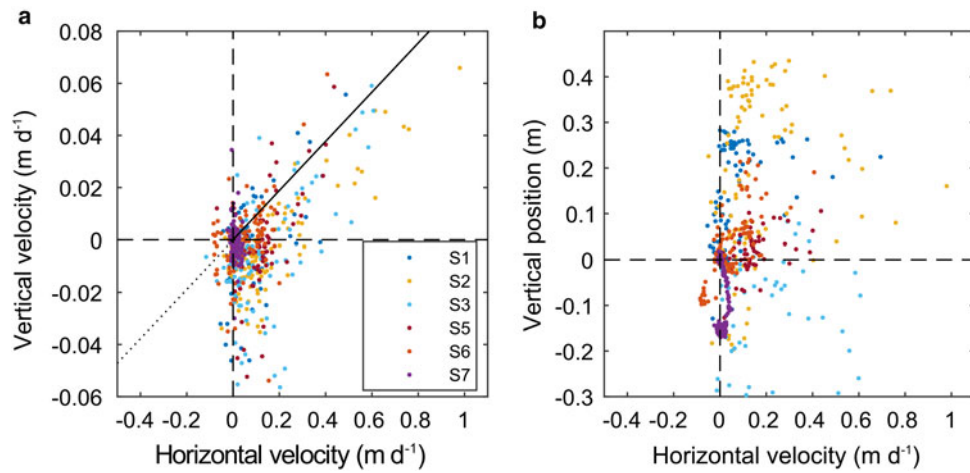 a
0.08
0.06
0.04
0.02
0
-0.02
-0.04
0.06
-0.4 -0.2 0 0.2 0.4 0.6 0.8 1
Vertical velocity (m d⁻¹)
Horizontal velocity (m d⁻¹)
S1
S2
S3
S5
S6
S7
b
0.4
0.3
0.2
0.1
0
-0.1
-0.2
0.3
-0.4 -0.2 0 0.2 0.4 0.6 0.8 1
Vertical position (m)
Horizontal velocity (m d⁻¹)